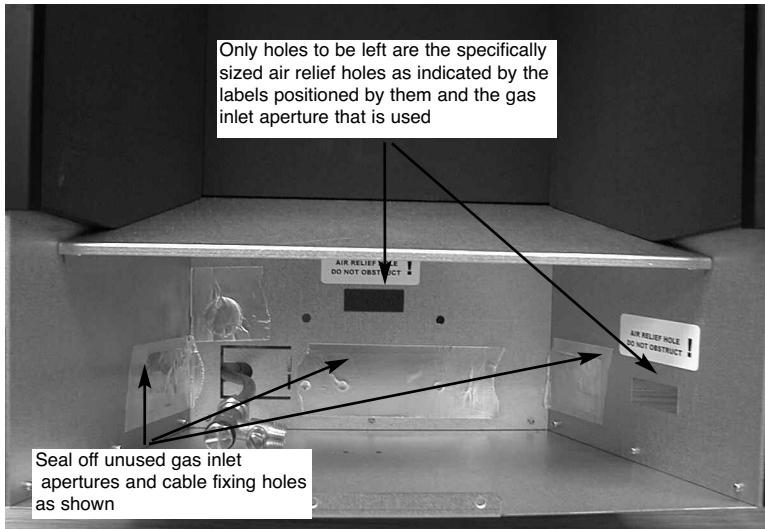 Only holes to be left are the specifically
sized air relief holes as indicated by the
labels positioned by them and the gas
inlet aperture that is used
AIR RELIEF HOLE
DO NOT OBSTRUCT
!
AIR RELIEF HOLE
DO NOT OBSTRUCT
!
Seal off unused gas inlet
apertures and cable fixing holes
as shown